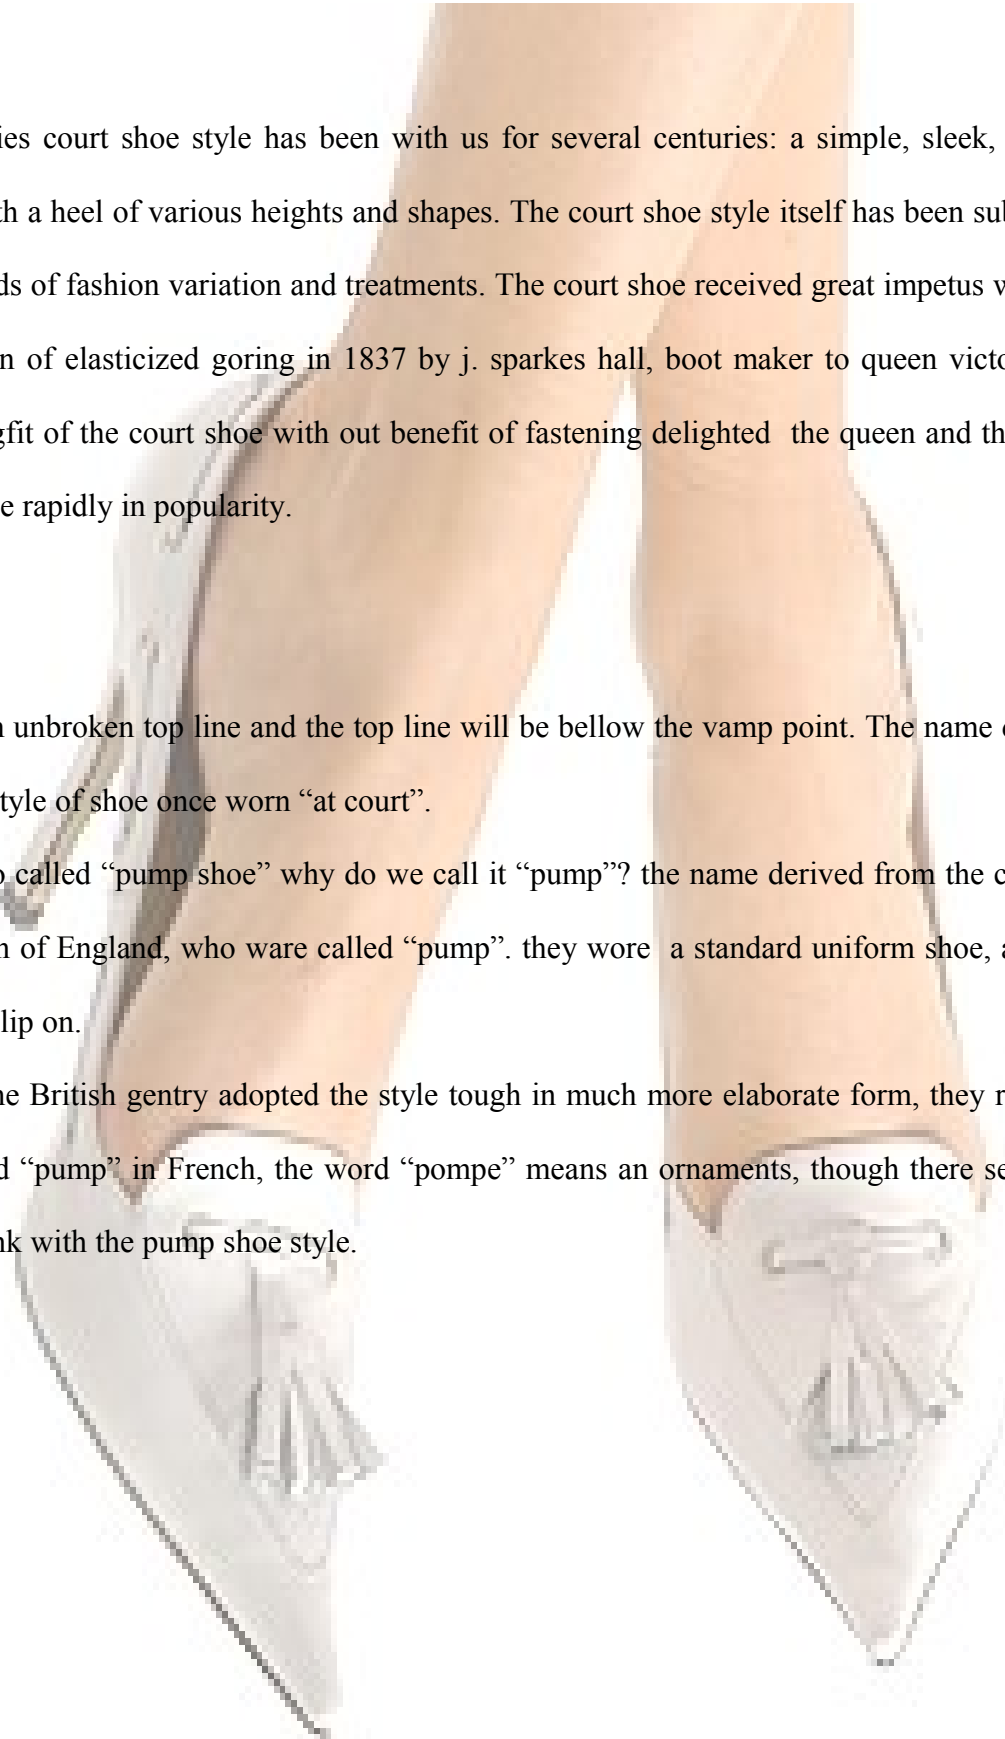 ies court shoe style has been with us for several centuries: a simple, sleek,
th a heel of various heights and shapes. The court shoe style itself has been sub
ds of fashion variation and treatments. The court shoe received great impetus w
n of elasticized goring in 1837 by j. sparkes hall, boot maker to queen victo
gfit of the court shoe with out benefit of fastening delighted the queen and th
e rapidly in popularity.
n unbroken top line and the top line will be bellow the vamp point. The name
tyle of shoe once worn “at court”.
o called “pump shoe” why do we call it “pump”? the name derived from the c
n of England, who ware called “pump”. they wore a standard uniform shoe, a
lip on.
he British gentry adopted the style tough in much more elaborate form, they r
d “pump” in French, the word “pompe” means an ornaments, though there se
nk with the pump shoe style.